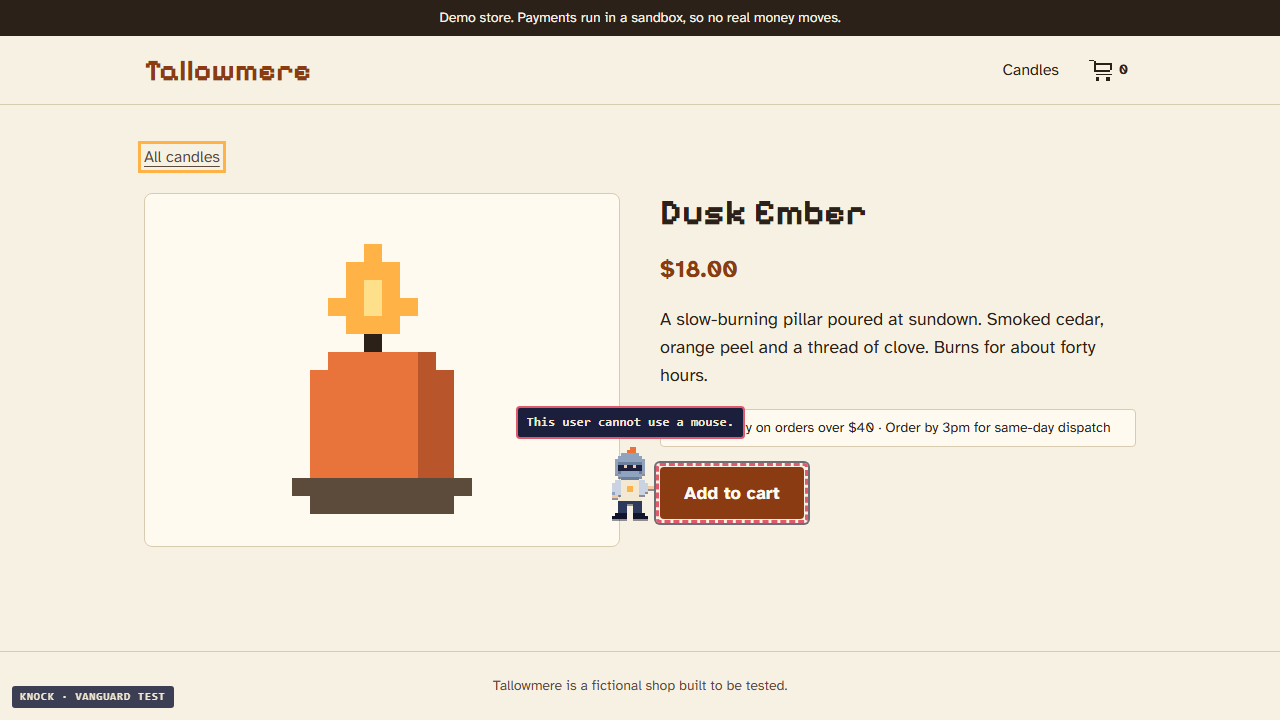 Demo store. Payments run in a sandbox, so no real money moves.
Tallowmere
Candles
0
All candles
Dusk Ember
$18.00
A slow-burning pillar poured at sundown. Smoked cedar,
orange peel and a thread of clove. Burns for about forty
hours.
This user cannot use a mouse.
on orders over $40 · Order by 3pm for same-day dispatch
Add to cart
Tallowmere is a fictional shop built to be tested.
KNOCK · VANGUARD TEST